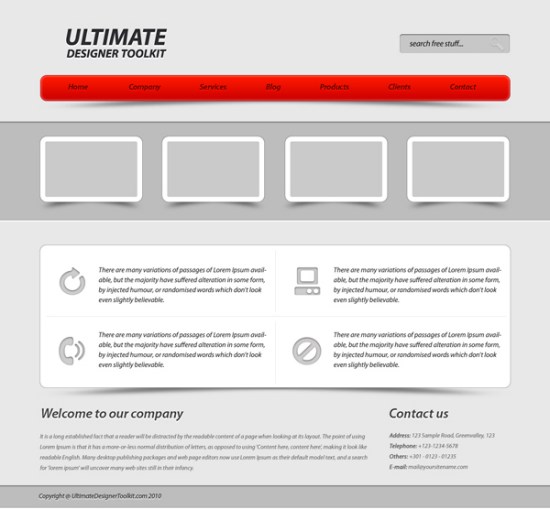 ULTIMATE
DESIGNER TOOLKIT
search free stuff...
Home Company Services Blog Products Clients Contact
There are many variations of passages of Lorem Ipsum avail-
able, but the majority have suffered alteration in some form,
by injected humour, or randomised words which don't look
even slightly believable.
There are many variations of passages of Lorem Ipsum avail-
able, but the majority have suffered alteration in some form,
by injected humour, or randomised words which don't look
even slightly believable.
There are many variations of passages of Lorem Ipsum avail-
able, but the majority have suffered alteration in some form,
by injected humour, or randomised words which don't look
even slightly believable.
There are many variations of passages of Lorem Ipsum avail-
able, but the majority have suffered alteration in some form,
by injected humour, or randomised words which don't look
even slightly believable.
Welcome to our company
It is a long established fact that a reader will be distracted by the readable content of a page when looking at its layout. The point of using
Lorem Ipsum is that it has a more-or-less normal distribution of letters, as opposed to using 'Content here, content here', making it look like
readable English. Many desktop publishing packages and web page editors now use Lorem Ipsum as their default model text, and a search
for 'lorem ipsum' will uncover many web sites still in their infancy.
Contact us
Address: 123 Sample Road, Greenvalley, 123
Telephone: +123-1234-5678
Others: +301 - 0123 - 01235
E-mail: mail@yoursitename.com
Copyright @ UltimateDesignerToolkit.com 2010